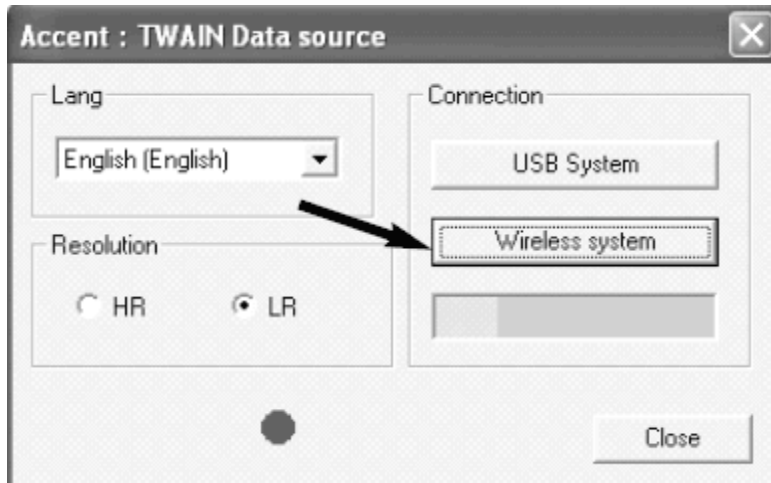 Accent : TWAIN Data source
Lang
English (English)
Resolution
HR
LR
Connection
USB System
Wireless system
Close